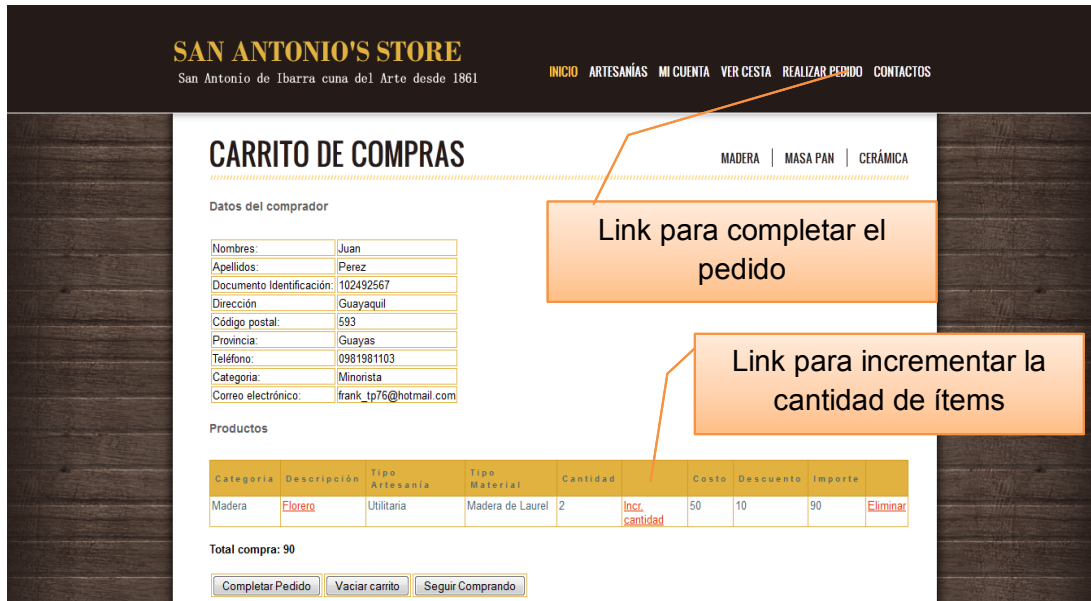 SAN ANTONIO'S STORE
San Antonio de Ibarra cuna del Arte desde 1861
INICIO ARTESANÍAS MI CUENTA VER CESTA REALIZAR PEDIDO CONTACTOS
CARRITO DE COMPRAS
MADERA | MASA PAN | CERÁMICA
Datos del comprador
Link para completar el
pedido
Nombres: Juan
Apellidos: Perez
Documento Identificación: 102492567
Dirección Guayaquil
Código postal: 593
Provincia: Guayas
Teléfono: 0981981103
Categoria: Minorista
Correo electrónico: frank_tp76@hotmail.com
Link para incrementar la
cantidad de ítems
Productos
Categoria Descripción Tipo Artesanía Tipo Material Cantidad Costo Descuento Importe
Madera Florero Utilitaria Madera de Laurel 2 Incr. cantidad 50 10 90 Eliminar
Total compra: 90
Completar Pedido Vaciar carrito Seguir Comprando